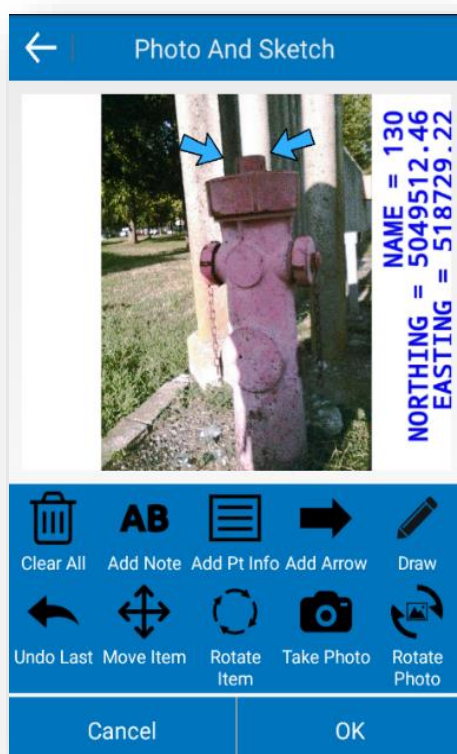 Photo And Sketch
NAME = 130
NORTHING = 5049512.46
EASTING = 518729.22
Clear All
AB
Add Note
Add Pt Info
Add Arrow
Draw
Undo Last
Move Item
Rotate
Item
Take Photo
Rotate
Photo
Cancel
OK